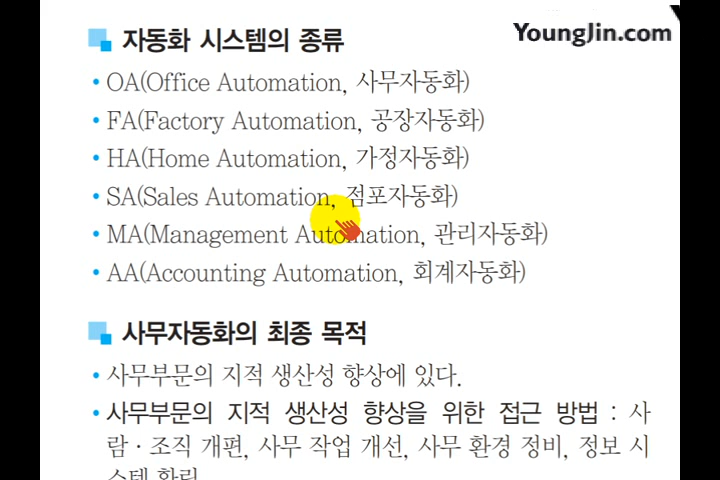 YoungJin.com
자동화 시스템의 종류
• OA(Office Automation, 사무자동화)
• FA(Factory Automation, 공장자동화)
• HA(Home Automation, 가정자동화)
• SA(Sales Automation, 점포자동화)
• MA(Management Automation, 관리자동화)
• AA(Accounting Automation, 회계자동화)
사무자동화의 최종 목적
• 사무부문의 지적 생산성 향상에 있다.
• 사무부문의 지적 생산성 향상을 위한 접근 방법 : 사
람 · 조직 개편, 사무 작업 개선, 사무 환경 정비, 정보 시
스템 확립